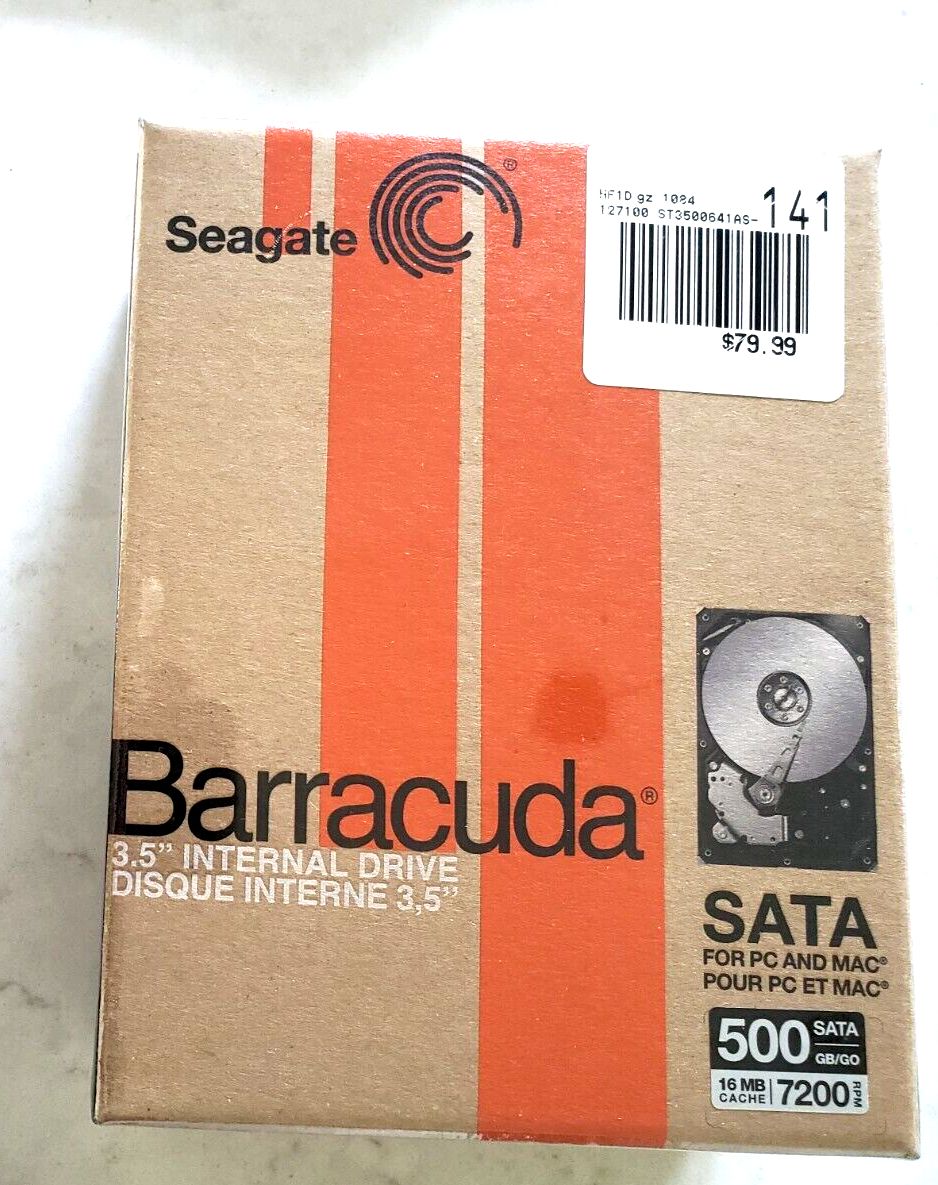 Seagate ®
HF1D gz 1084
127100 ST3500641AS- 141
$79.99
Barracuda®
3.5” INTERNAL DRIVE
DISQUE INTERNE 3,5”
SATA
FOR PC AND MAC®
POUR PC ET MAC®
500 SATA
GB/GO
16 MB CACHE 7200 RPM